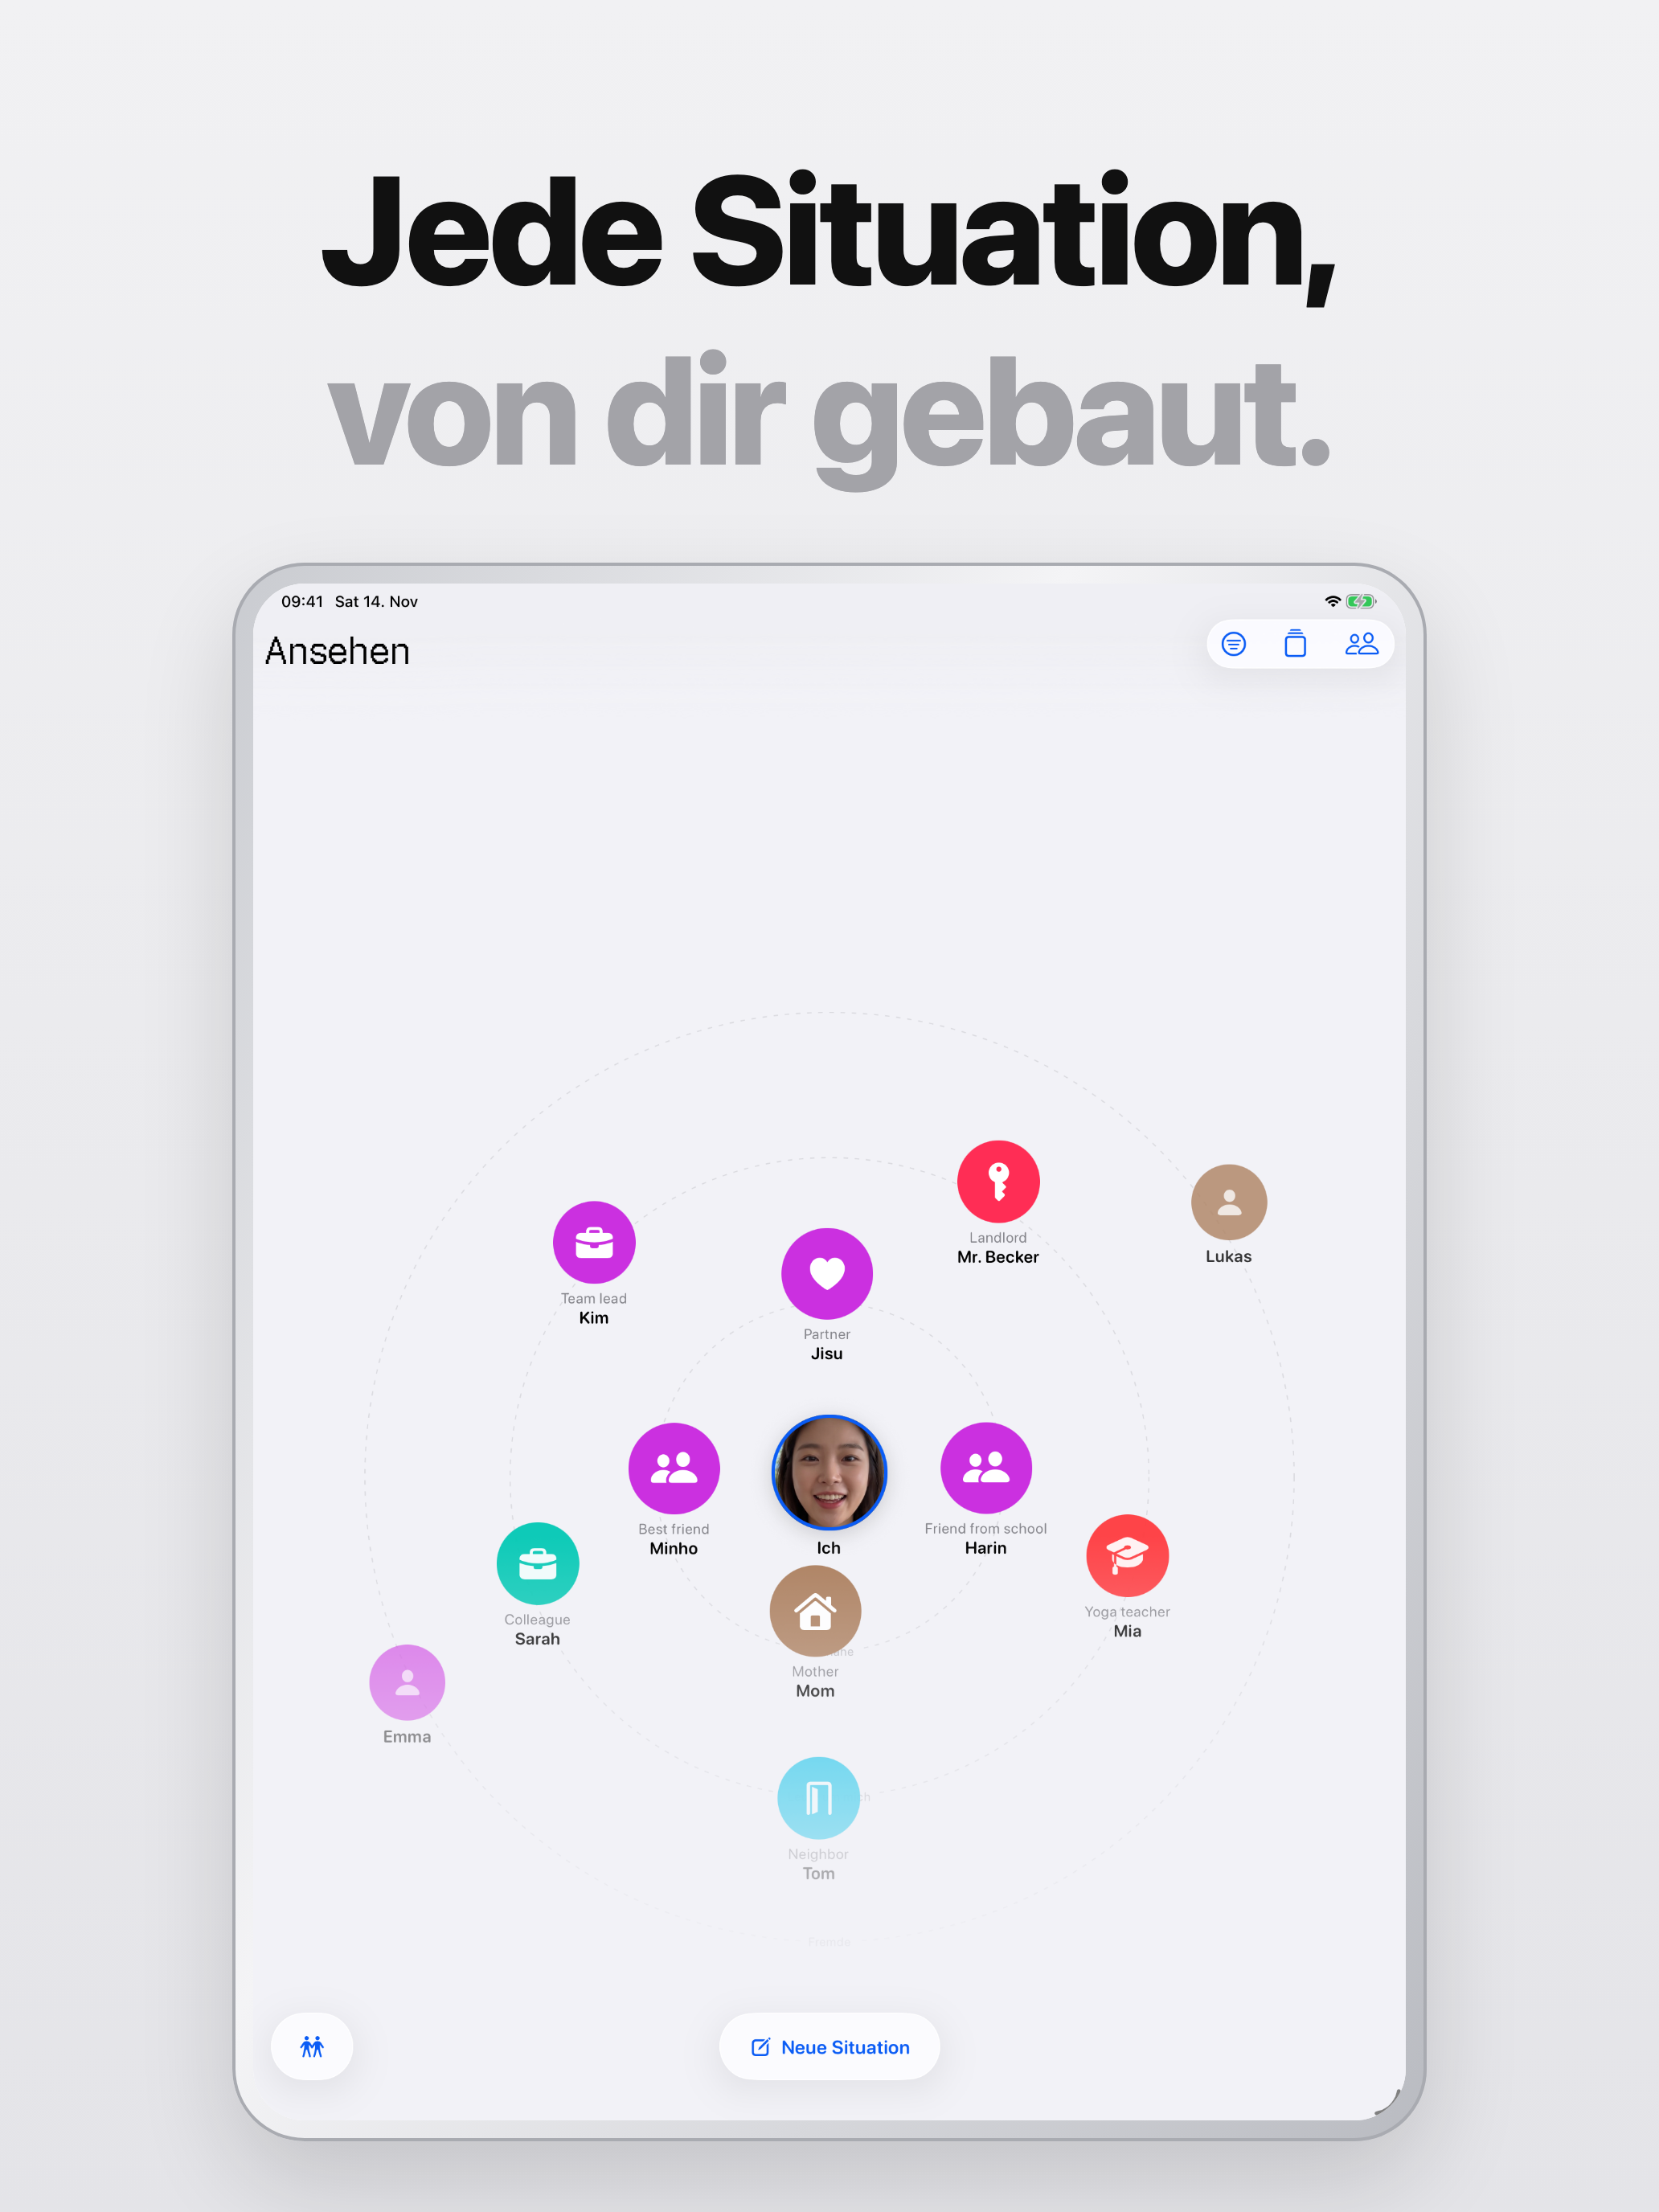 Jede Situation,
von dir gebaut.
09:41 Sat 14. Nov
Ansehen
Landlord
Mr. Becker
Lukas
Team lead
Kim
Partner
Jisu
Best friend
Minho
Ich
Friend from school
Harin
Colleague
Sarah
Yoga teacher
Mia
Mother
Mom
Emma
Neighbor
Tom
Fremde
Neue Situation